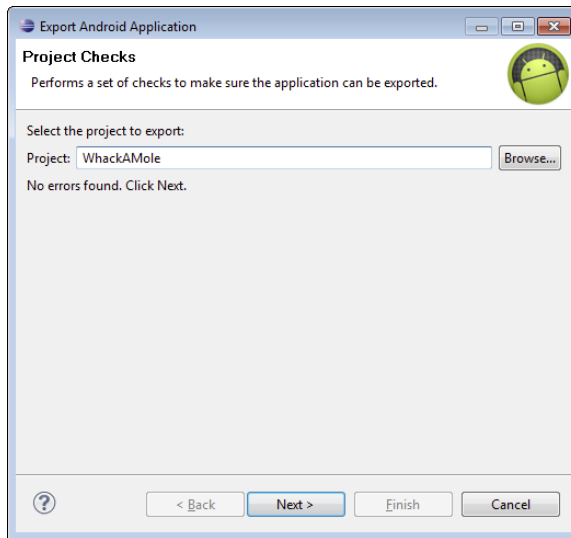 Export Android Application
Project Checks
Performs a set of checks to make sure the application can be exported.
Select the project to export:
Project: WhackAMole Browse...
No errors found. Click Next.
? < Back Next > Finish Cancel